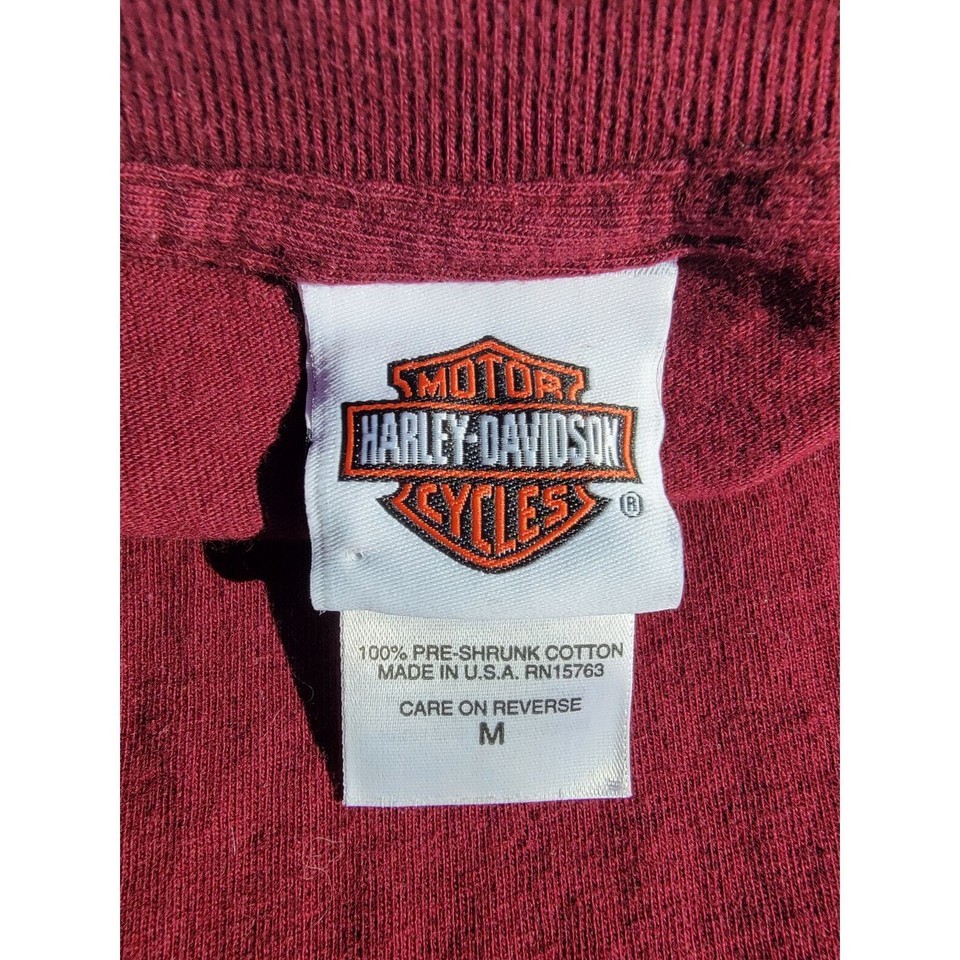 MOTOR
HARLEY-DAVIDSON
CYCLES
®
100% PRE-SHRUNK COTTON
MADE IN U.S.A. RN15763
CARE ON REVERSE
M